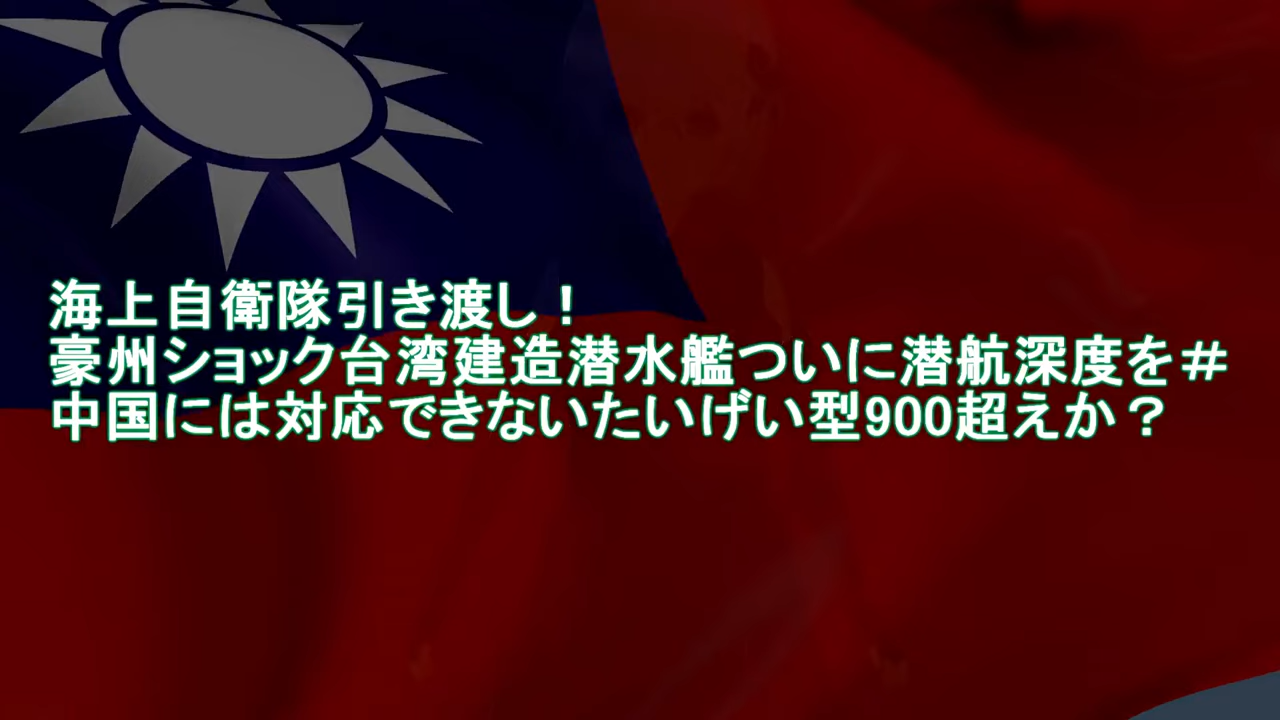 海上自衛隊引き渡し！
豪州ショック台湾建造潜水艦ついに潜航深度を＃
中国には対応できないたいげい型900超えか？